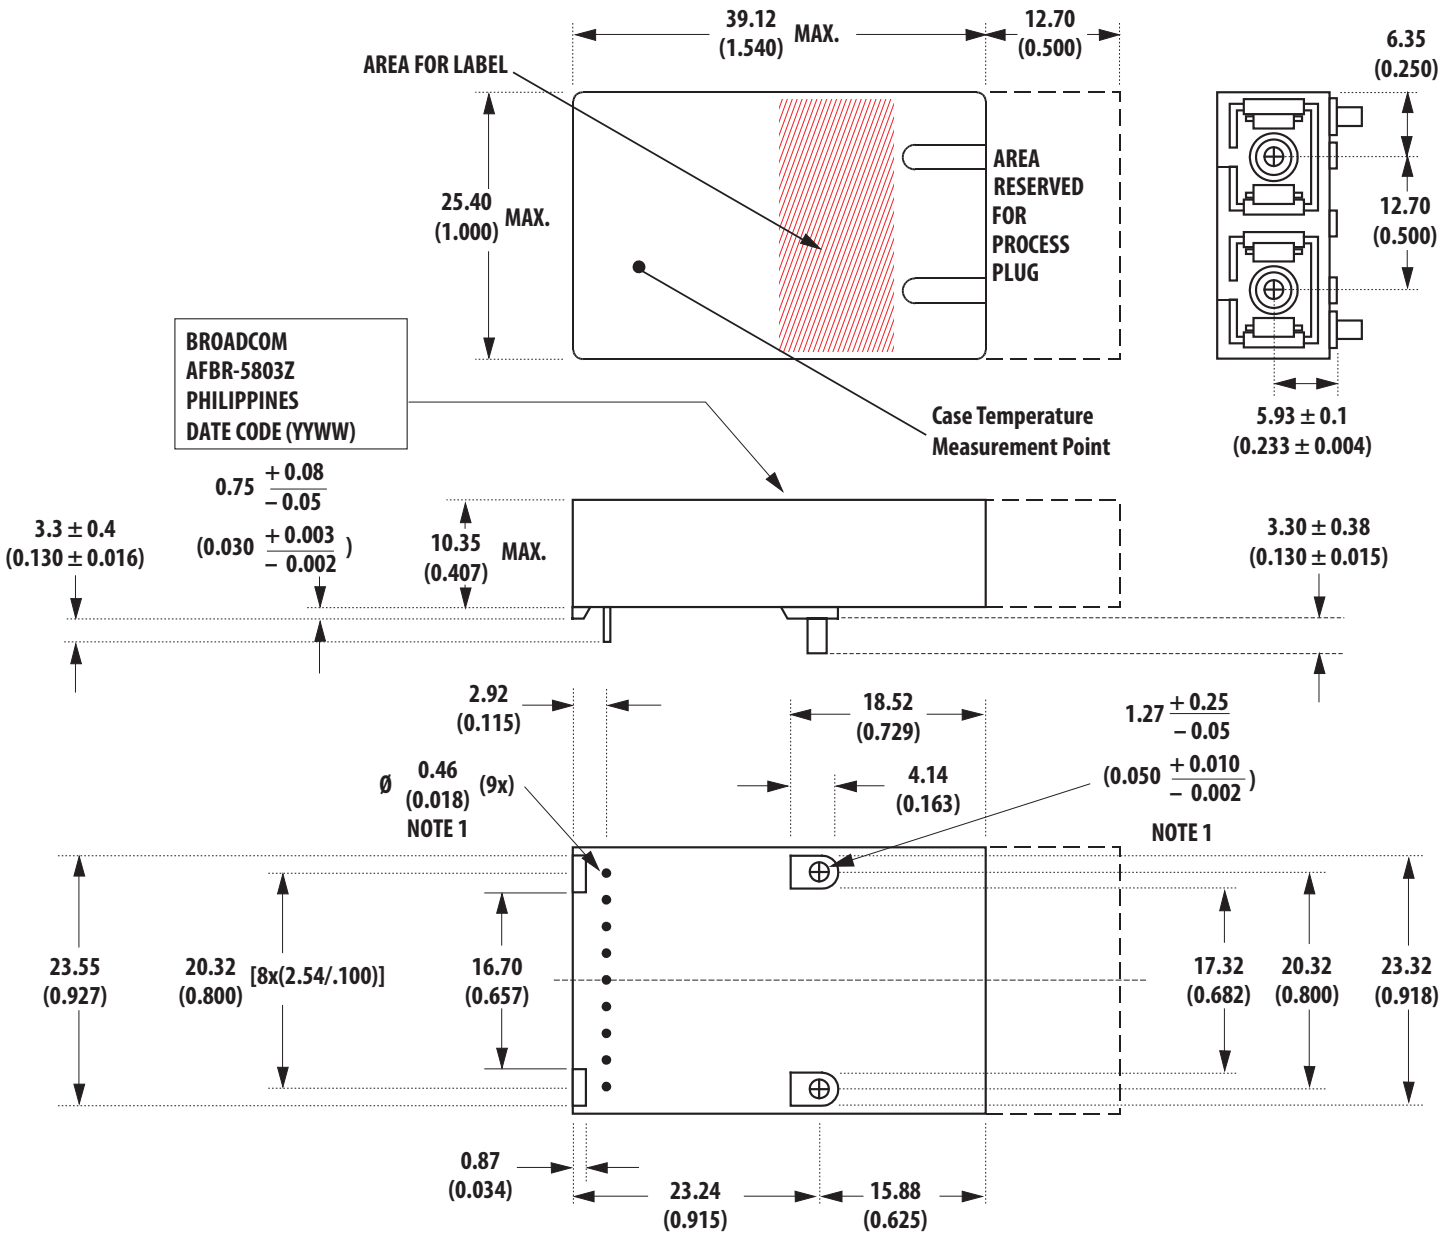 39.12
(1.540) MAX.
12.70
(0.500)
6.35
(0.250)
AREA FOR LABEL
25.40
(1.000) MAX.
AREA
RESERVED
FOR
PROCESS
PLUG
12.70
(0.500)
BROADCOM
AFBR-5803Z
PHILIPPINES
DATE CODE (YYWW)
Case Temperature
Measurement Point
5.93 ± 0.1
(0.233 ± 0.004)
0.75 + 0.08
– 0.05
(0.030 + 0.003
– 0.002 )
3.3 ± 0.4
(0.130 ± 0.016)
10.35
(0.407) MAX.
3.30 ± 0.38
(0.130 ± 0.015)
2.92
(0.115)
18.52
(0.729)
1.27 + 0.25
– 0.05
(0.050 + 0.010
– 0.002 )
NOTE 1
Ø 0.46
(0.018) (9x)
NOTE 1
4.14
(0.163)
23.55
(0.927)
20.32
(0.800) [8x(2.54/.100)]
16.70
(0.657)
17.32
(0.682)
20.32
(0.800)
23.32
(0.918)
0.87
(0.034)
23.24
(0.915)
15.88
(0.625)